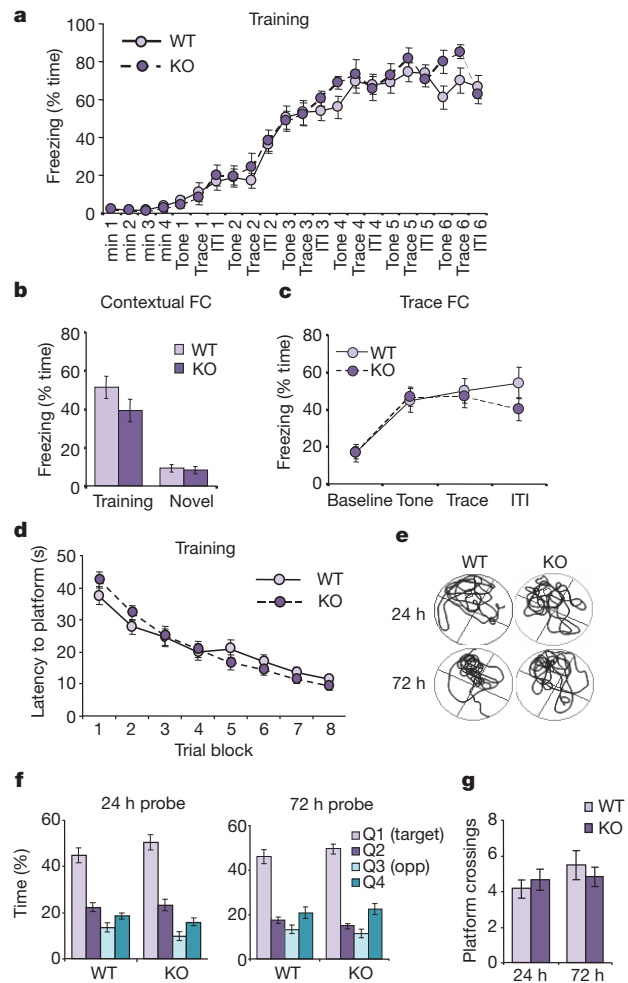 a
Training
100
80
60
40
20
0
Freezing (% time)
WT
KO
min 1
min 2
min 3
min 4
Tone 1
Trace 1
ITI 1
Tone 2
Trace 2
ITI 2
Tone 3
Trace 3
ITI 3
Tone 4
Trace 4
ITI 4
Tone 5
Trace 5
ITI 5
Tone 6
Trace 6
ITI 6
b
Contextual FC
80
60
40
20
0
Freezing (% time)
WT
KO
Training Novel
c
Trace FC
80
60
40
20
0
Freezing (% time)
WT
KO
Baseline Tone Trace ITI
d
Training
50
40
30
20
10
0
Latency to platform (s)
WT
KO
1 2 3 4 5 6 7 8
Trial block
e
WT KO
24 h
72 h
f
24 h probe
60
40
20
0
Time (%)
WT KO
72 h probe
60
40
20
0
Q1 (target)
Q2
Q3 (opp)
Q4
WT KO
g
8
6
4
2
0
Platform crossings
WT
KO
24 h 72 h